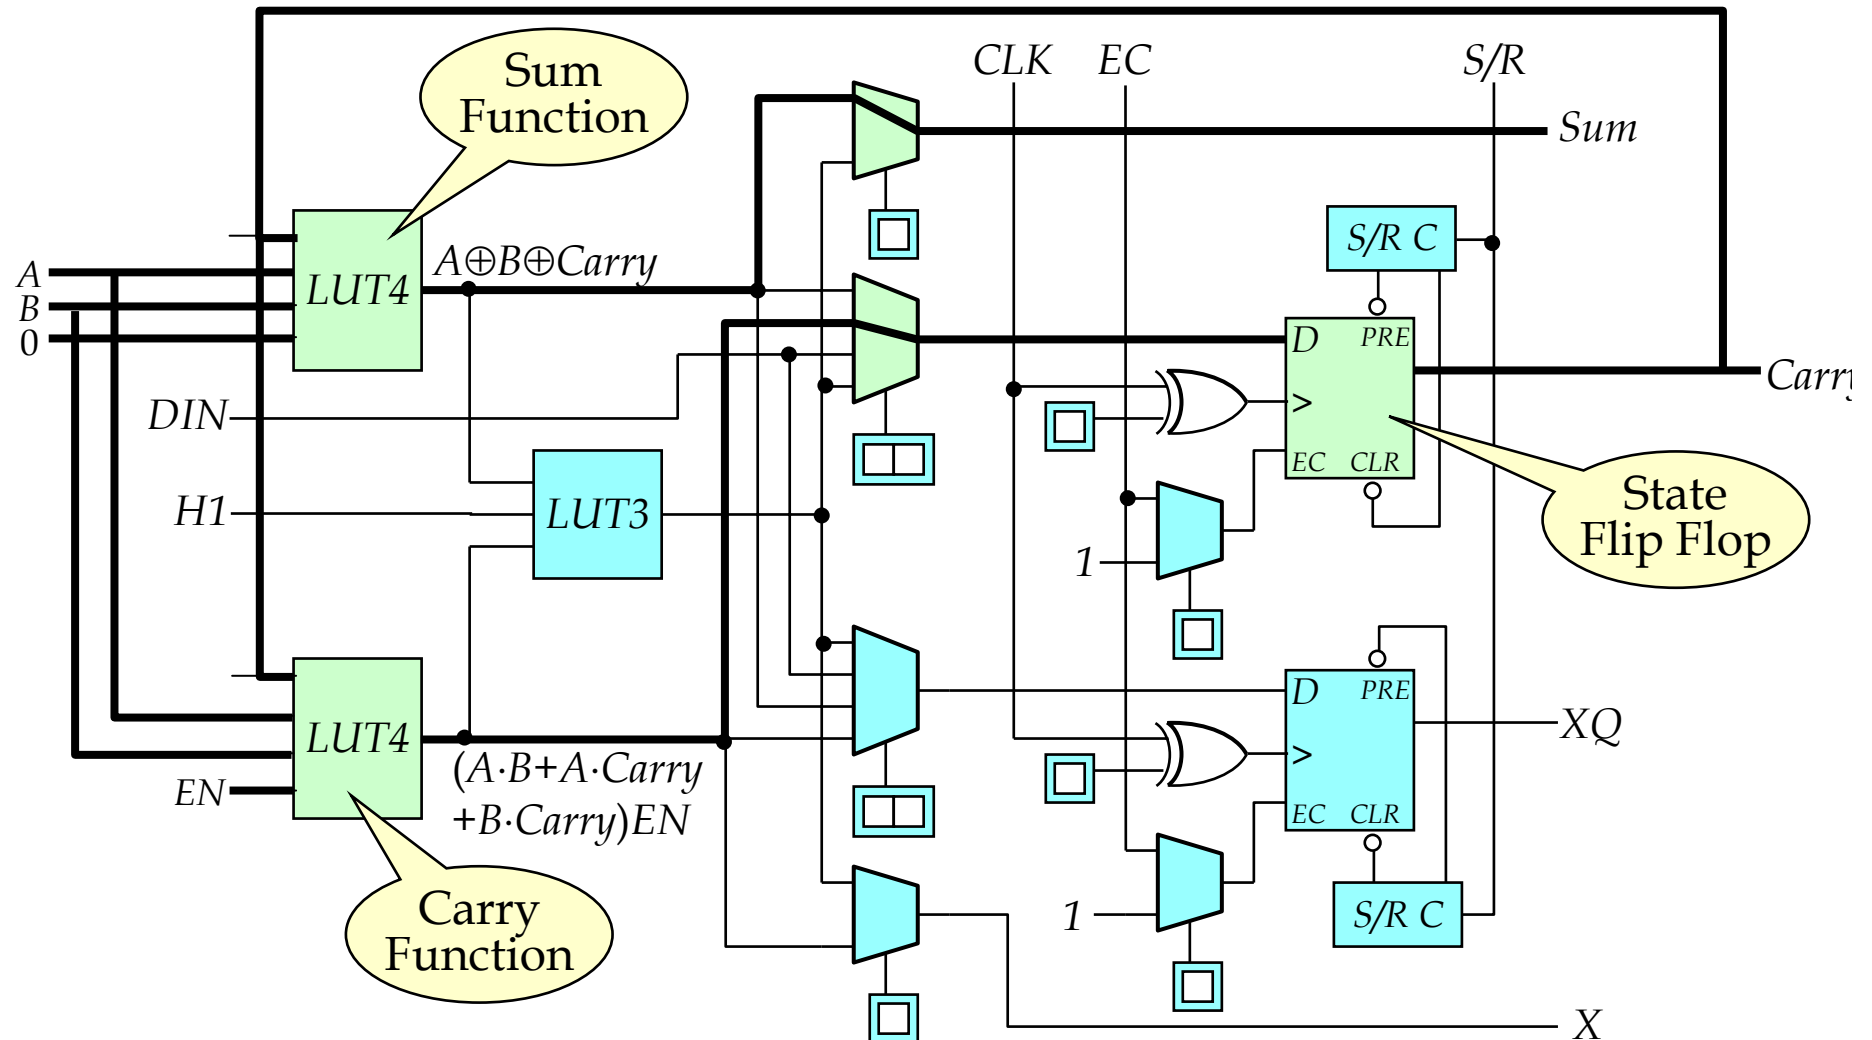 CLK EC S/R
Sum
Function
Sum
S/R C
A
B
0
LUT4
A⊕B⊕Carry
D PRE
>
EC CLR
Carry
DIN
H1
LUT3
1
State
Flip Flop
LUT4
EN
(A·B+A·Carry
+B·Carry)EN
D PRE
>
EC CLR
XQ
Carry
Function
1
S/R C
X